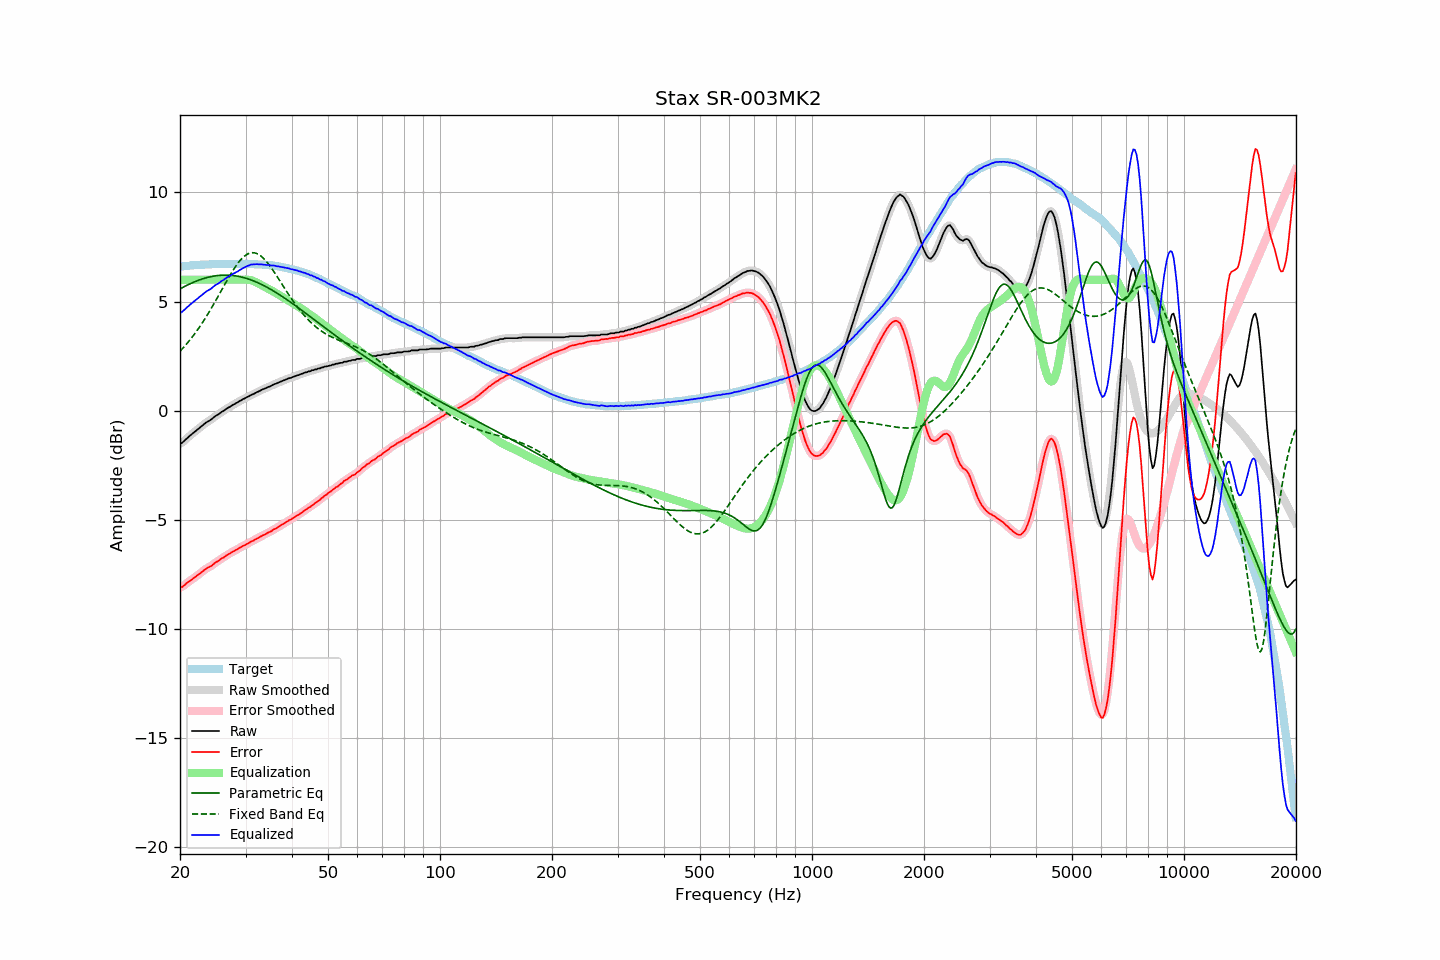 Stax SR-003MK2
Amplitude (dBr)
10
5
0
−5
−10
−15
−20
Target
Raw Smoothed
Error Smoothed
Raw
Error
Equalization
Parametric Eq
Fixed Band Eq
Equalized
20 50 100 200 500 1000 2000 5000 10000 20000
Frequency (Hz)